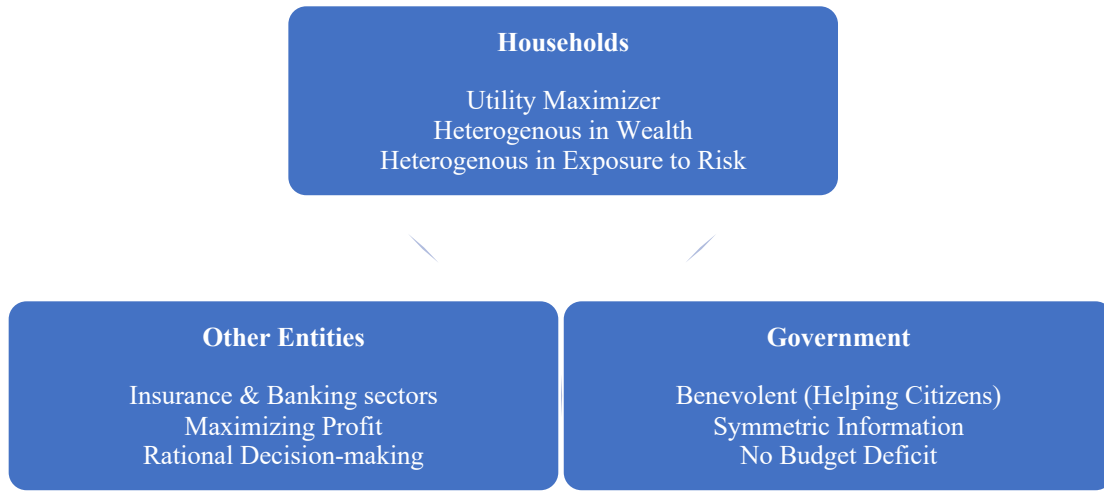 Households
Utility Maximizer
Heterogenous in Wealth
Heterogenous in Exposure to Risk
Other Entities
Insurance & Banking sectors
Maximizing Profit
Rational Decision-making
Government
Benevolent (Helping Citizens)
Symmetric Information
No Budget Deficit